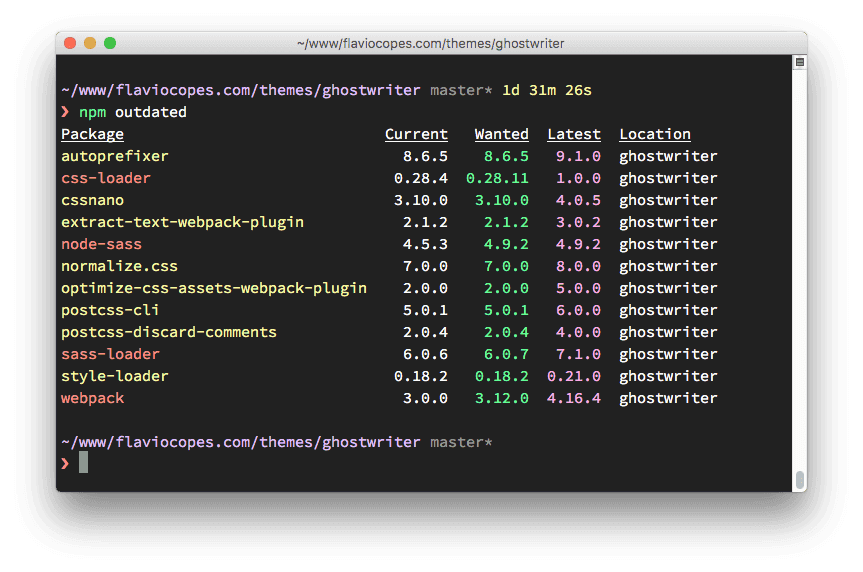 ~/www/flaviocopes.com/themes/ghostwriter
~/www/flaviocopes.com/themes/ghostwriter master* 1d 31m 26s
❯ npm outdated
Package Current Wanted Latest Location
autoprefixer 8.6.5 8.6.5 9.1.0 ghostwriter
css-loader 0.28.4 0.28.11 1.0.0 ghostwriter
cssnano 3.10.0 3.10.0 4.0.5 ghostwriter
extract-text-webpack-plugin 2.1.2 2.1.2 3.0.2 ghostwriter
node-sass 4.5.3 4.9.2 4.9.2 ghostwriter
normalize.css 7.0.0 7.0.0 8.0.0 ghostwriter
optimize-css-assets-webpack-plugin 2.0.0 2.0.0 5.0.0 ghostwriter
postcss-cli 5.0.1 5.0.1 6.0.0 ghostwriter
postcss-discard-comments 2.0.4 2.0.4 4.0.0 ghostwriter
sass-loader 6.0.6 6.0.7 7.1.0 ghostwriter
style-loader 0.18.2 0.18.2 0.21.0 ghostwriter
webpack 3.0.0 3.12.0 4.16.4 ghostwriter
~/www/flaviocopes.com/themes/ghostwriter master*
❯